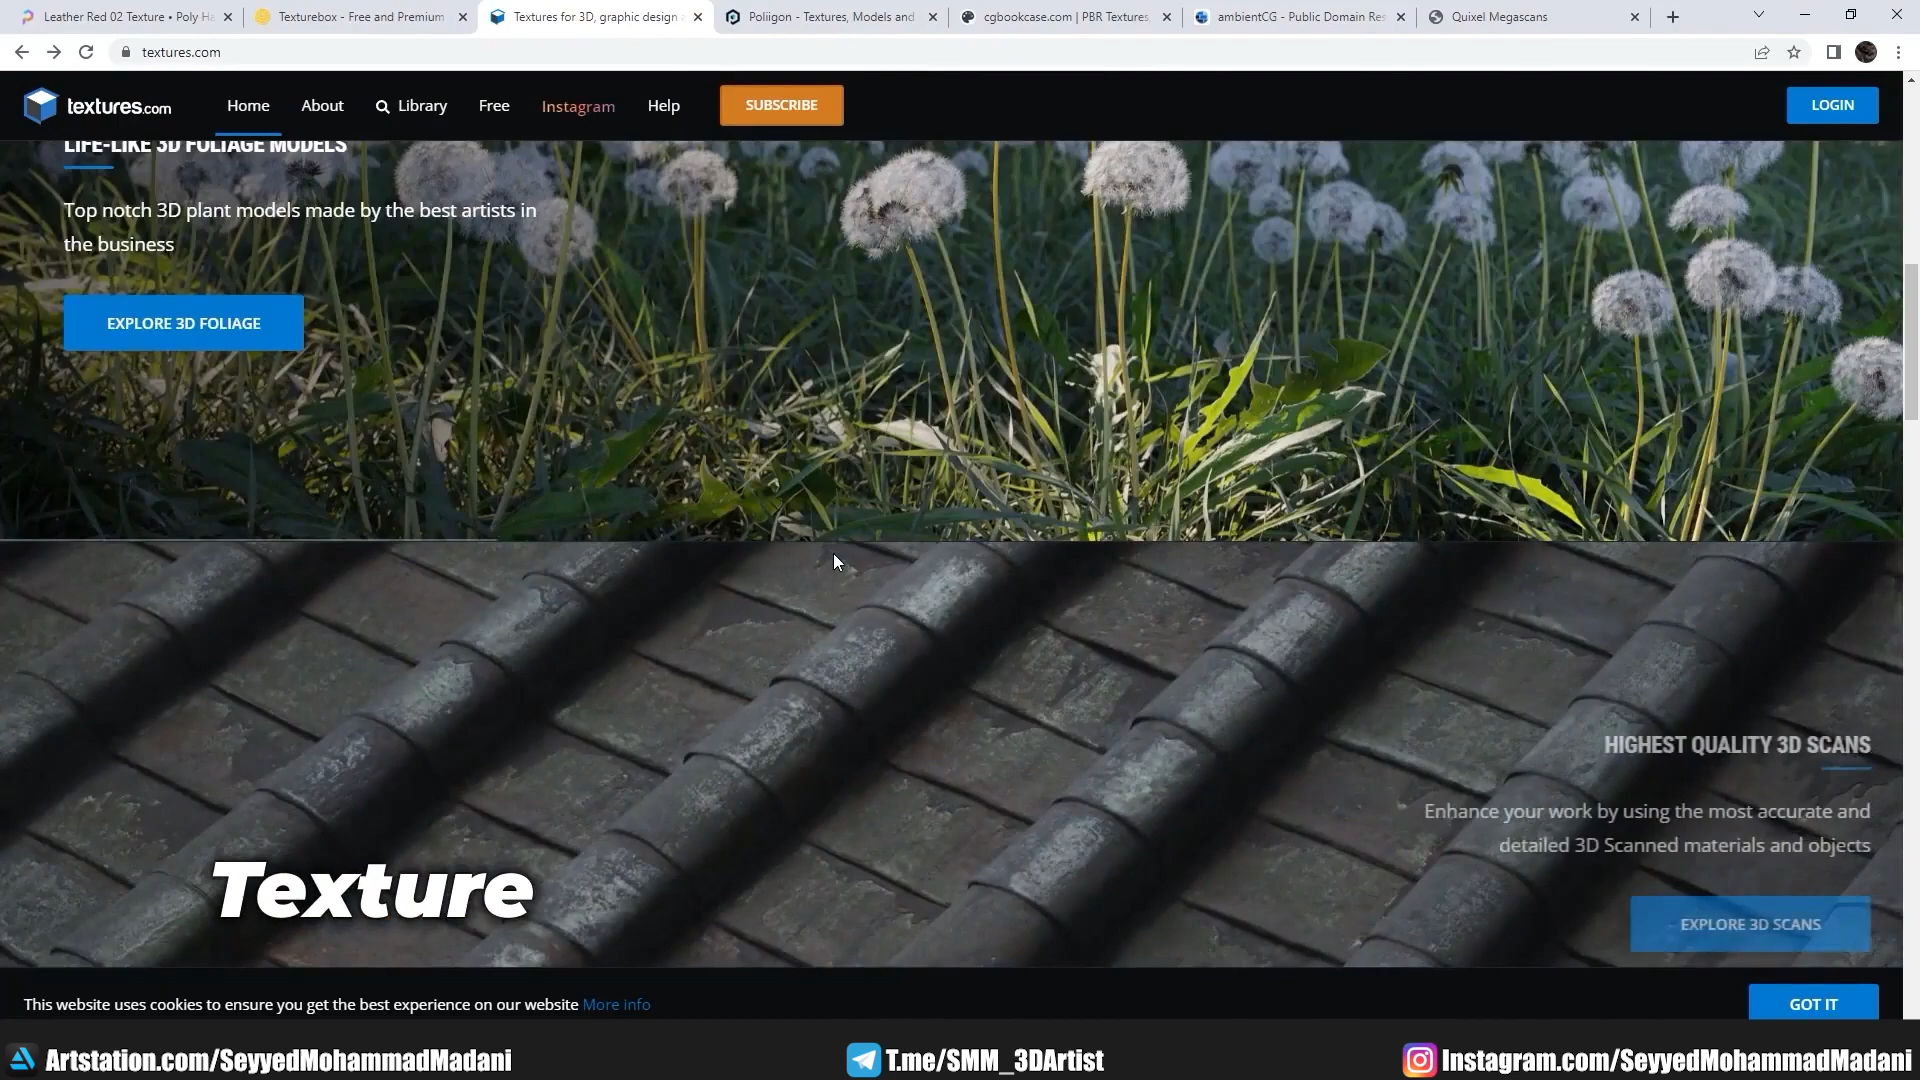 Leather Red 02 Texture • Poly Ha
Texturebox - Free and Premium
Textures for 3D, graphic design
Poliigon - Textures, Models and
cgbookcase.com | PBR Textures,
ambientCG - Public Domain Res
Quixel Megascans
textures.com
textures.com
Home
About
Library
Free
Instagram
Help
SUBSCRIBE
LOGIN
LIFE-LIKE 3D FOLIAGE MODELS
Top notch 3D plant models made by the best artists in
the business
EXPLORE 3D FOLIAGE
HIGHEST QUALITY 3D SCANS
Enhance your work by using the most accurate and
detailed 3D Scanned materials and objects
EXPLORE 3D SCANS
Texture
This website uses cookies to ensure you get the best experience on our website More info
GOT IT
Artstation.com/SeyyedMohammadMadani
T.me/SMM_3DArtist
Instagram.com/SeyyedMohammadMadani